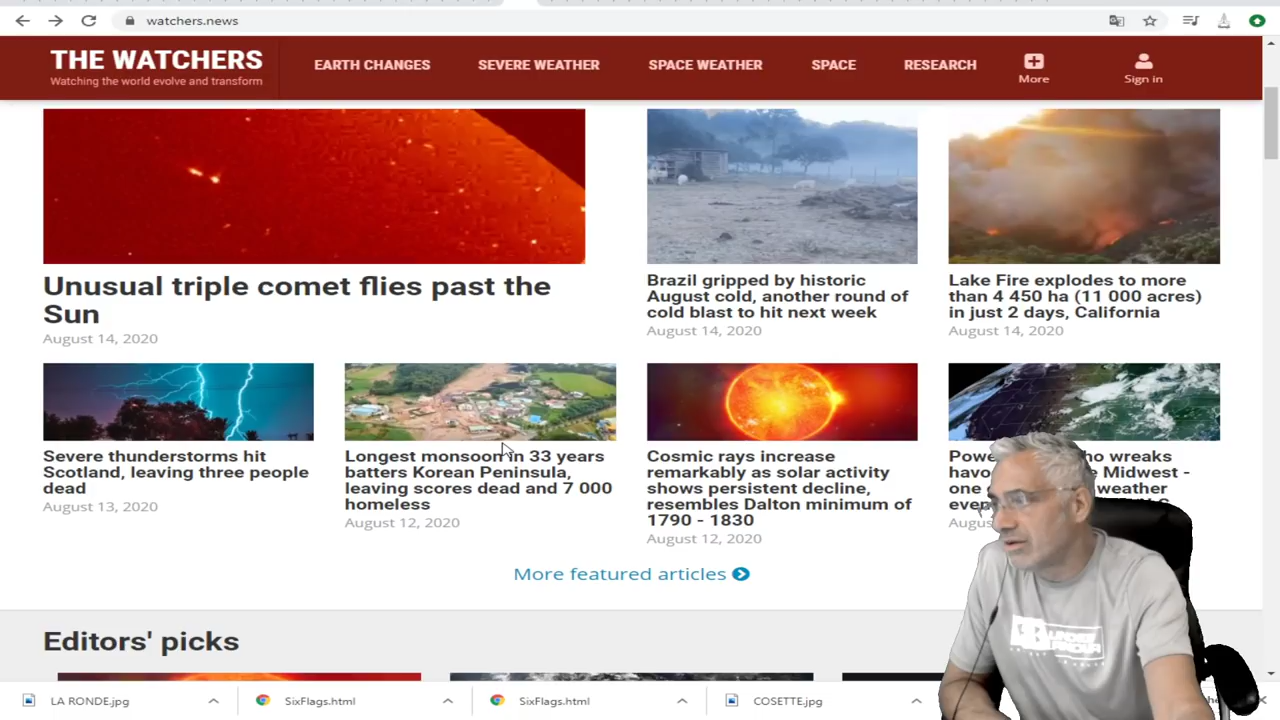 watchers.news
THE WATCHERS
Watching the world evolve and transform
EARTH CHANGES
SEVERE WEATHER
SPACE WEATHER
SPACE
RESEARCH
More
Sign in
Unusual triple comet flies past the
Sun
August 14, 2020
Brazil gripped by historic
August cold, another round of
cold blast to hit next week
August 14, 2020
Lake Fire explodes to more
than 4 450 ha (11 000 acres)
in just 2 days, California
August 14, 2020
Severe thunderstorms hit
Scotland, leaving three people
dead
August 13, 2020
Longest monsoon in 33 years
batters Korean Peninsula,
leaving scores dead and 7 000
homeless
August 12, 2020
Cosmic rays increase
remarkably as solar activity
shows persistent decline,
resembles Dalton minimum of
1790 - 1830
August 12, 2020
wreaks
Midwest -
one weather
More featured articles
Editors' picks
LA RONDE.jpg
SixFlags.html
SixFlags.html
COSETTE.jpg